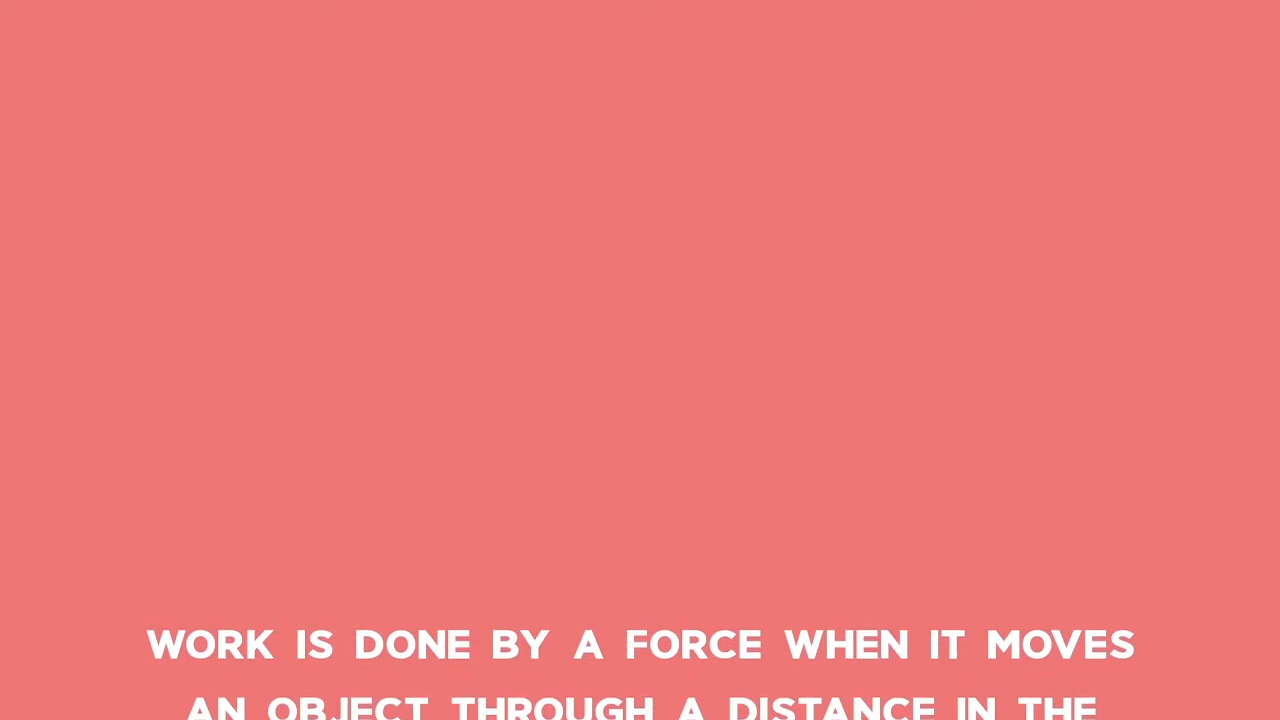 WORK IS DONE BY A FORCE WHEN IT MOVES
AN OBJECT THROUGH A DISTANCE IN THE